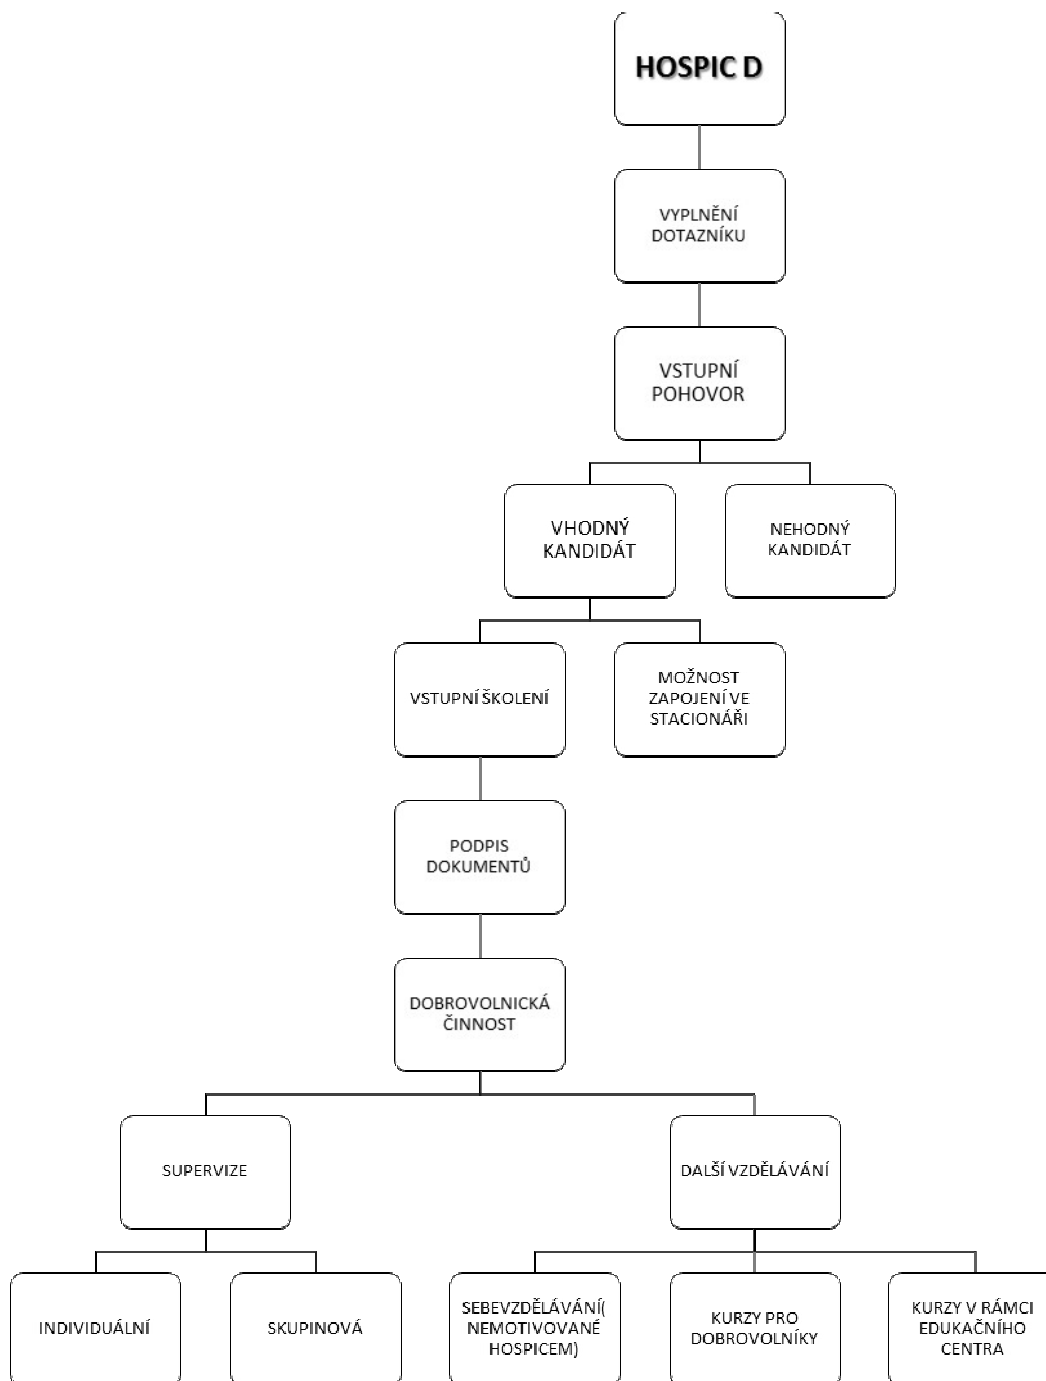 HOSPIC D
VYPLNĚNÍ
DOTAZNÍKU
VSTUPNÍ
POHOVOR
VHODNÝ
KANDIDÁT
NEHODNÝ
KANDIDÁT
VSTUPNÍ ŠKOLENÍ
MOŽNOST
ZAPOJENÍ VE
STACIONÁŘI
PODPIS
DOKUMENTŮ
DOBROVOLNICKÁ
ČINNOST
SUPERVIZE
DALŠÍ VZDĚLÁVÁNÍ
INDIVIDUÁLNÍ
SKUPINOVÁ
SEBEVZDĚLÁVÁNÍ(
NEMOTIVOVANÉ
HOSPICEM)
KURZY PRO
DOBROVOLNÍKY
KURZY V RÁMCI
EDUKAČNÍHO
CENTRA